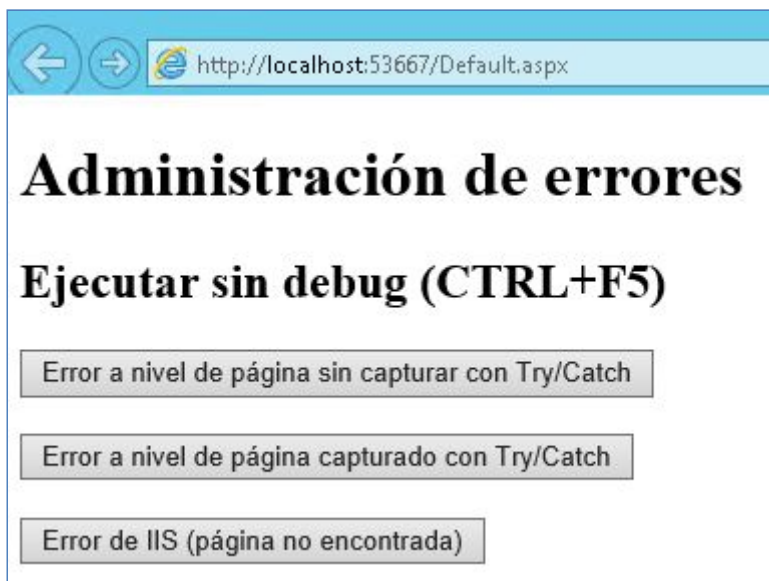 http://localhost:53667/Default.aspx
Administración de errores
Ejecutar sin debug (CTRL+F5)
Error a nivel de página sin capturar con Try/Catch
Error a nivel de página capturado con Try/Catch
Error de IIS (página no encontrada)